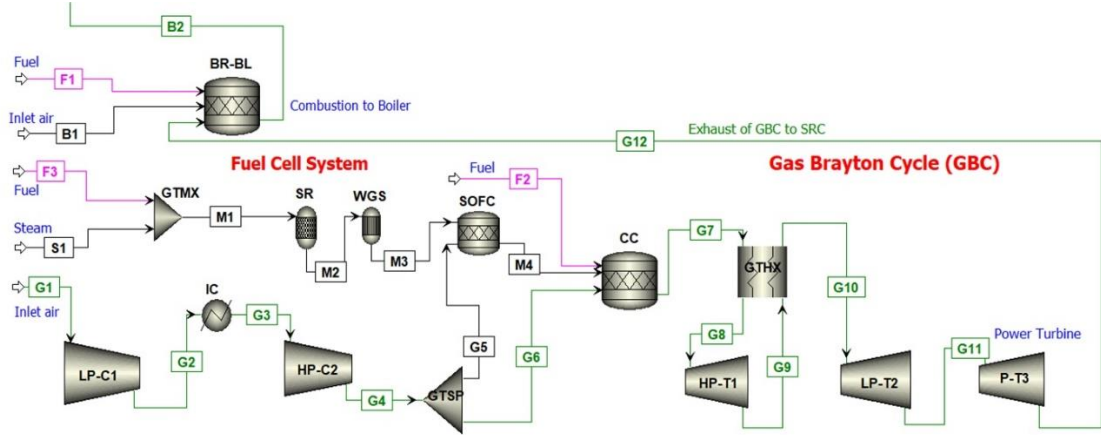 B2
Fuel
F1
BR-BL
Inlet air
B1
Combustion to Boiler
G12
Exhaust of GBC to SRC
Fuel Cell System
Gas Brayton Cycle (GBC)
F3
Fuel
GTMX
Steam
S1
M1
SR
M2
WGS
M3
SOFC
M4
Fuel
F2
CC
G7
GTHX
G10
G1
Inlet air
LP-C1
G2
IC
G3
HP-C2
G4
GTSP
G5
G6
G8
HP-T1
G9
LP-T2
G11
Power Turbine
P-T3